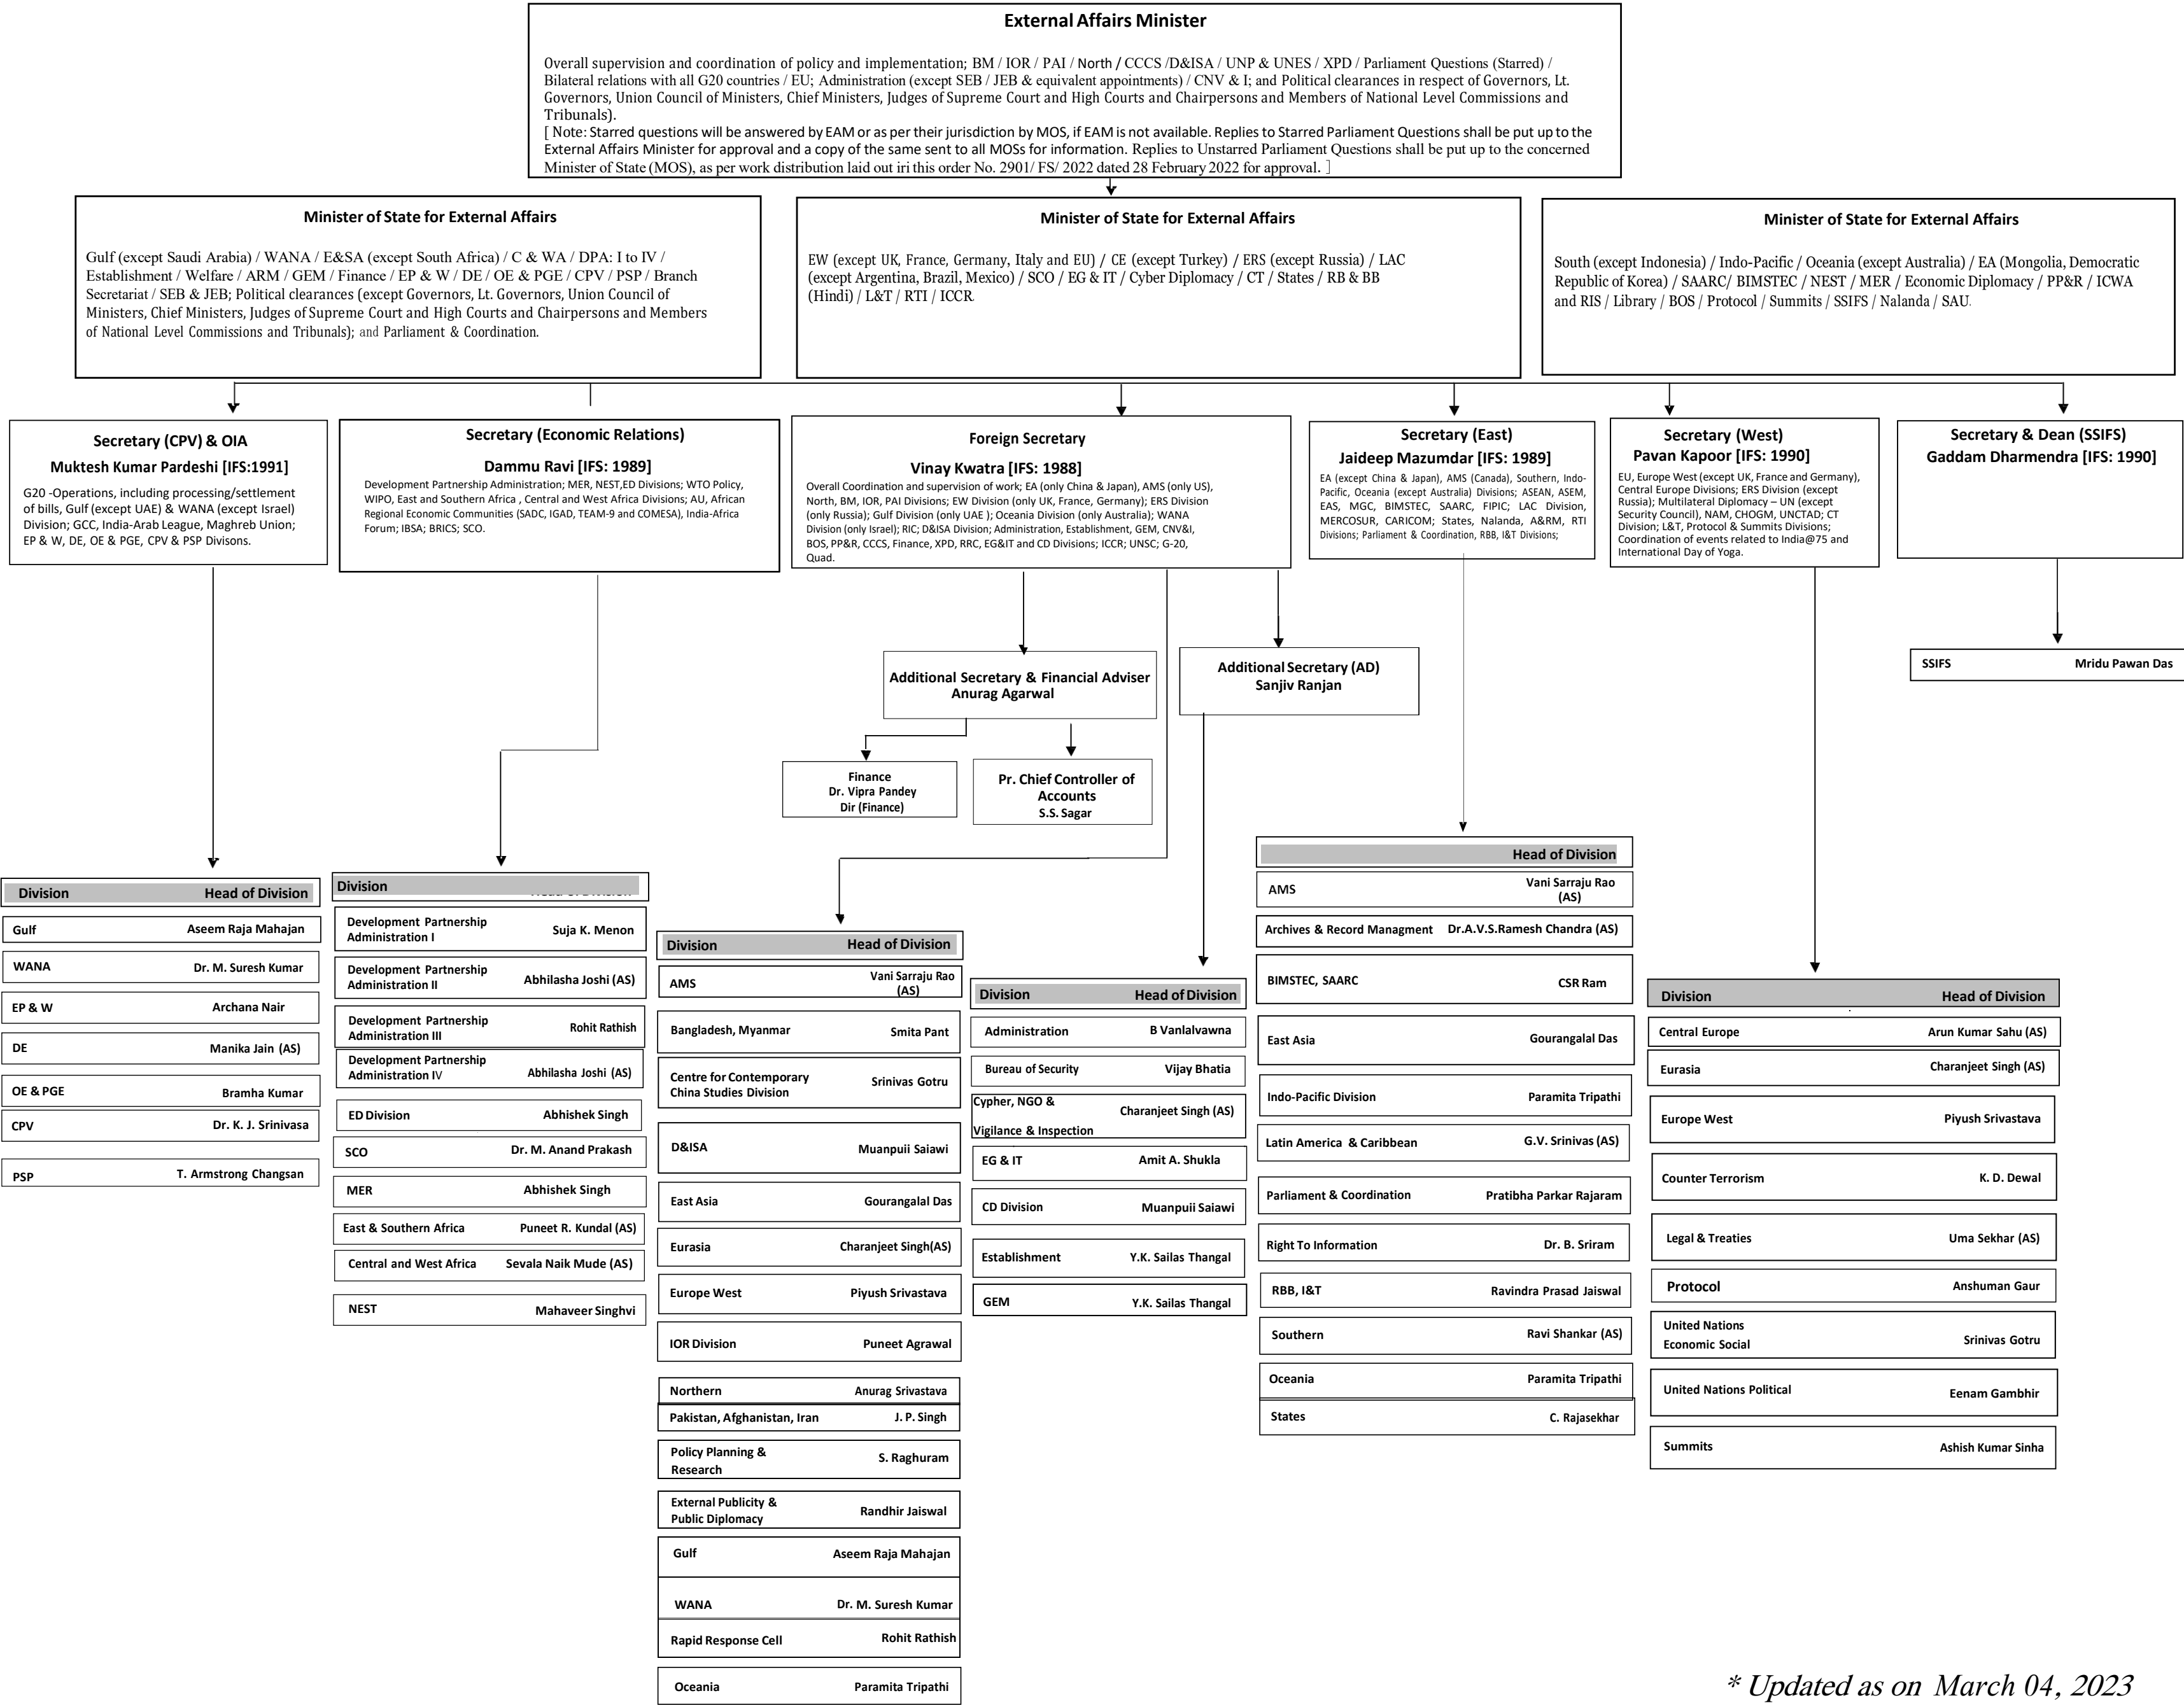 External Affairs Minister
Overall supervision and coordination of policy and implementation; BM / IOR / PAI / North / CCCS /D&ISA / UNP & UNES / XPD / Parliament Questions (Starred) /
Bilateral relations with all G20 countries / EU; Administration (except SEB / JEB & equivalent appointments) / CNV & I; and Political clearances in respect of Governors, Lt.
Governors, Union Council of Ministers, Chief Ministers, Judges of Supreme Court and High Courts and Chairpersons and Members of National Level Commissions and
Tribunals).
[ Note: Starred questions will be answered by EAM or as per their jurisdiction by MOS, if EAM is not available. Replies to Starred Parliament Questions shall be put up to the
External Affairs Minister for approval and a copy of the same sent to all MOSs for information. Replies to Unstarred Parliament Questions shall be put up to the concerned
Minister of State (MOS), as per work distribution laid out iri this order No. 2901/ FS/ 2022 dated 28 February 2022 for approval. ]
Minister of State for External Affairs
Gulf (except Saudi Arabia) / WANA / E&SA (except South Africa) / C & WA / DPA: I to IV /
Establishment / Welfare / ARM / GEM / Finance / EP & W / DE / OE & PGE / CPV / PSP / Branch
Secretariat / SEB & JEB; Political clearances (except Governors, Lt. Governors, Union Council of
Ministers, Chief Ministers, Judges of Supreme Court and High Courts and Chairpersons and Members
of National Level Commissions and Tribunals); and Parliament & Coordination.
Minister of State for External Affairs
EW (except UK, France, Germany, Italy and EU) / CE (except Turkey) / ERS (except Russia) / LAC
(except Argentina, Brazil, Mexico) / SCO / EG & IT / Cyber Diplomacy / CT / States / RB & BB
(Hindi) / L&T / RTI / ICCR.
Minister of State for External Affairs
South (except Indonesia) / Indo-Pacific / Oceania (except Australia) / EA (Mongolia, Democratic
Republic of Korea) / SAARC/ BIMSTEC / NEST / MER / Economic Diplomacy / PP&R / ICWA
and RIS / Library / BOS / Protocol / Summits / SSIFS / Nalanda / SAU.
Secretary (CPV) & OIA
Muktesh Kumar Pardeshi [IFS:1991]
G20 -Operations, including processing/settlement
of bills, Gulf (except UAE) & WANA (except Israel)
Division; GCC, India-Arab League, Maghreb Union;
EP & W, DE, OE & PGE, CPV & PSP Divisons.
Secretary (Economic Relations)
Dammu Ravi [IFS: 1989]
Development Partnership Administration; MER, NEST,ED Divisions; WTO Policy,
WIPO, East and Southern Africa , Central and West Africa Divisions; AU, African
Regional Economic Communities (SADC, IGAD, TEAM-9 and COMESA), India-Africa
Forum; IBSA; BRICS; SCO.
Foreign Secretary
Vinay Kwatra [IFS: 1988]
Overall Coordination and supervision of work; EA (only China & Japan), AMS (only US),
North, BM, IOR, PAI Divisions; EW Division (only UK, France, Germany); ERS Division
(only Russia); Gulf Division (only UAE ); Oceania Division (only Australia); WANA
Division (only Israel); RIC; D&ISA Division; Administration, Establishment, GEM, CNV&I,
BOS, PP&R, CCCS, Finance, XPD, RRC, EG&IT and CD Divisions; ICCR; UNSC; G-20,
Quad.
Secretary (East)
Jaideep Mazumdar [IFS: 1989]
EA (except China & Japan), AMS (Canada), Southern, Indo-
Pacific, Oceania (except Australia) Divisions; ASEAN, ASEM,
EAS, MGC, BIMSTEC, SAARC, FIPIC; LAC Division,
MERCOSUR, CARICOM; States, Nalanda, A&RM, RTI
Divisions; Parliament & Coordination, RBB, I&T Divisions;
Secretary (West)
Pavan Kapoor [IFS: 1990]
EU, Europe West (except UK, France and Germany),
Central Europe Divisions; ERS Division (except
Russia); Multilateral Diplomacy – UN (except
Security Council), NAM, CHOGM, UNCTAD; CT
Division; L&T, Protocol & Summits Divisions;
Coordination of events related to India@75 and
International Day of Yoga.
Secretary & Dean (SSIFS)
Gaddam Dharmendra [IFS: 1990]
SSIFS Mridu Pawan Das
Additional Secretary & Financial Adviser
Anurag Agarwal
Additional Secretary (AD)
Sanjiv Ranjan
Finance
Dr. Vipra Pandey
Dir (Finance)
Pr. Chief Controller of
Accounts
S.S. Sagar
Division Head of Division
Gulf Aseem Raja Mahajan
WANA Dr. M. Suresh Kumar
EP & W Archana Nair
DE Manika Jain (AS)
OE & PGE Bramha Kumar
CPV Dr. K. J. Srinivasa
PSP T. Armstrong Changsan
Division
Development Partnership
Administration I Suja K. Menon
Development Partnership
Administration II Abhilasha Joshi (AS)
Development Partnership
Administration III Rohit Rathish
Development Partnership
Administration IV Abhilasha Joshi (AS)
ED Division Abhishek Singh
SCO Dr. M. Anand Prakash
MER Abhishek Singh
East & Southern Africa Puneet R. Kundal (AS)
Central and West Africa Sevala Naik Mude (AS)
NEST Mahaveer Singhvi
Division Head of Division
AMS Vani Sarraju Rao
(AS)
Bangladesh, Myanmar Smita Pant
Centre for Contemporary
China Studies Division Srinivas Gotru
D&ISA Muanpuii Saiawi
East Asia Gourangalal Das
Eurasia Charanjeet Singh(AS)
Europe West Piyush Srivastava
IOR Division Puneet Agrawal
Northern Anurag Srivastava
Pakistan, Afghanistan, Iran J. P. Singh
Policy Planning &
Research S. Raghuram
External Publicity &
Public Diplomacy Randhir Jaiswal
Gulf Aseem Raja Mahajan
WANA Dr. M. Suresh Kumar
Rapid Response Cell Rohit Rathish
Oceania Paramita Tripathi
Division Head of Division
Administration B Vanlalvawna
Bureau of Security Vijay Bhatia
Cypher, NGO &
Vigilance & Inspection Charanjeet Singh (AS)
EG & IT Amit A. Shukla
CD Division Muanpuii Saiawi
Establishment Y.K. Sailas Thangal
GEM Y.K. Sailas Thangal
Head of Division
AMS Vani Sarraju Rao
(AS)
Archives & Record Managment Dr.A.V.S.Ramesh Chandra (AS)
BIMSTEC, SAARC CSR Ram
East Asia Gourangalal Das
Indo-Pacific Division Paramita Tripathi
Latin America & Caribbean G.V. Srinivas (AS)
Parliament & Coordination Pratibha Parkar Rajaram
Right To Information Dr. B. Sriram
RBB, I&T Ravindra Prasad Jaiswal
Southern Ravi Shankar (AS)
Oceania Paramita Tripathi
States C. Rajasekhar
Division Head of Division
Central Europe Arun Kumar Sahu (AS)
Eurasia Charanjeet Singh (AS)
Europe West Piyush Srivastava
Counter Terrorism K. D. Dewal
Legal & Treaties Uma Sekhar (AS)
Protocol Anshuman Gaur
United Nations
Economic Social Srinivas Gotru
United Nations Political Eenam Gambhir
Summits Ashish Kumar Sinha
* Updated as on March 04, 2023